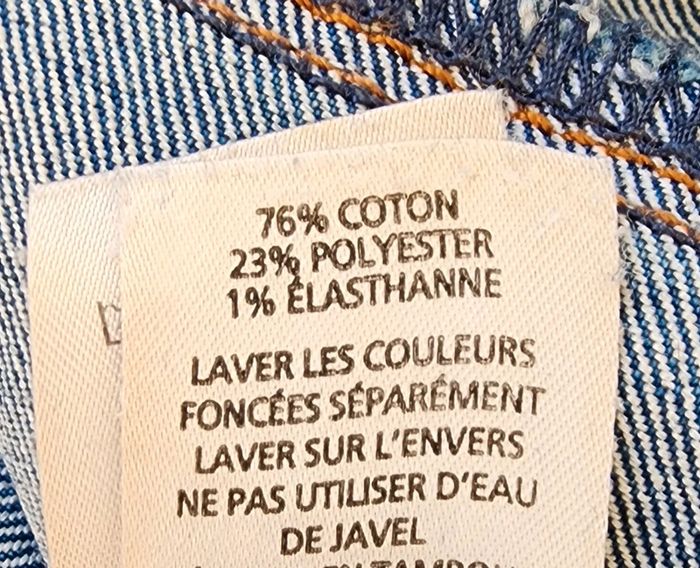 76% COTON
23% POLYESTER
1% ÉLASTHANNE
LAVER LES COULEURS
FONCÉES SÉPARÉMENT
LAVER SUR L'ENVERS
NE PAS UTILISER D'EAU
DE JAVEL